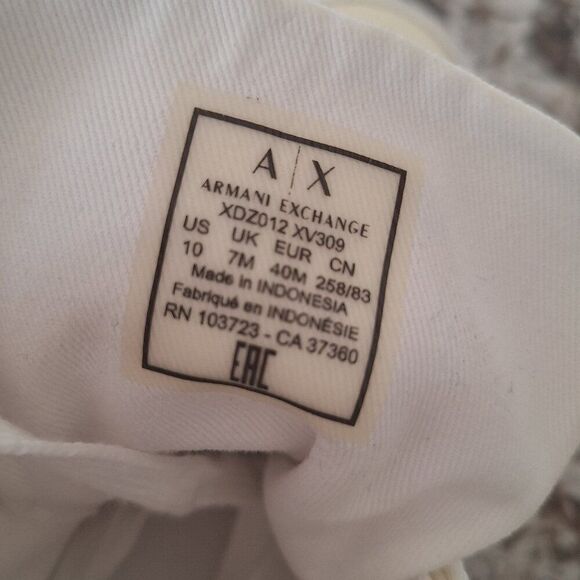 A|X
ARMANI EXCHANGE
XDZ012 XV309
US UK EUR CN
10 7M 40M 258/83
Made in INDONESIA
Fabriqué en INDONÉSIE
RN 103723 - CA 37360
EAC